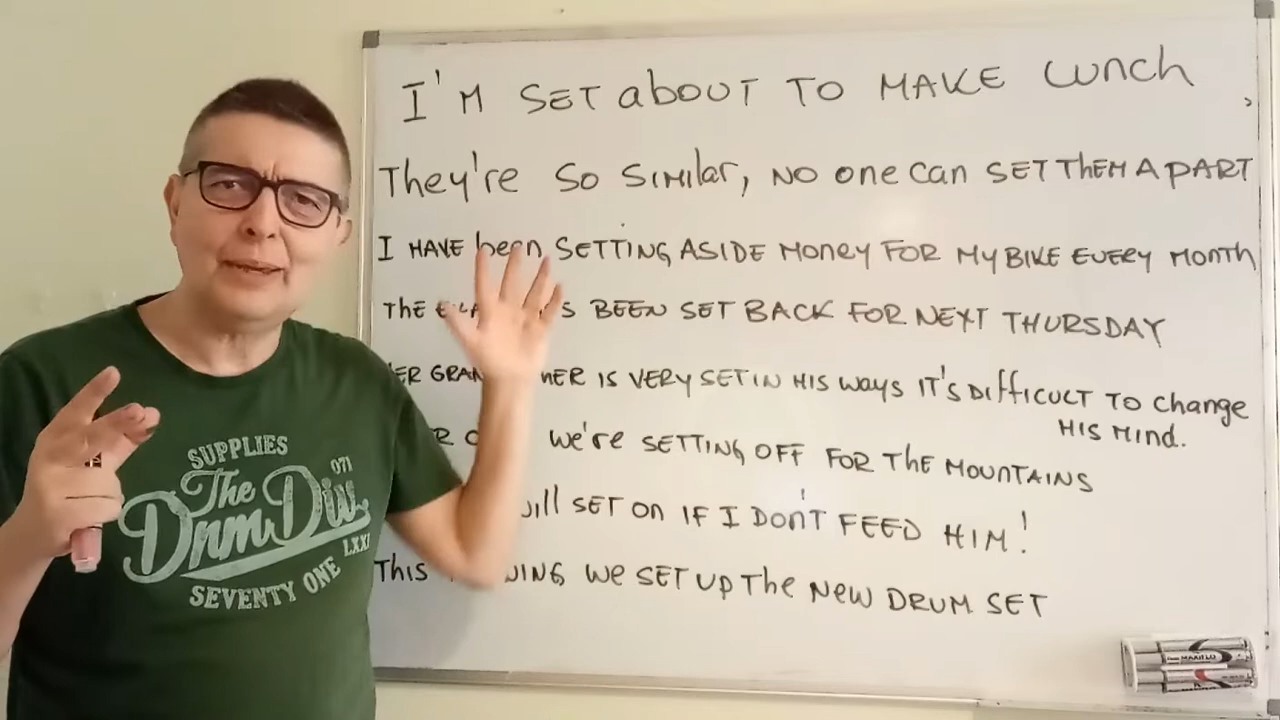 I'M SET about TO MAKE Lunch
They're So SiMilar, NO one can SET ThEM APART
I HAVE been SETTiNG ASIDE MoNey FOR My BIKE EVERY MoNTh
ThE BEEN SET BACK FOR NEXT THURSDAY
IS VERY SET IN HIS WAYS IT'S DIffICULT TO Change
HIS MIND.
we're SETTING OFF FOR The MOUNTAINS
will SET ON IF I DON'T FEED HIM!
This WE SET UP The NEW DRUM SET
SUPPLIES
The 071
Dnm Div.
LXXI
SEVENTY ONE